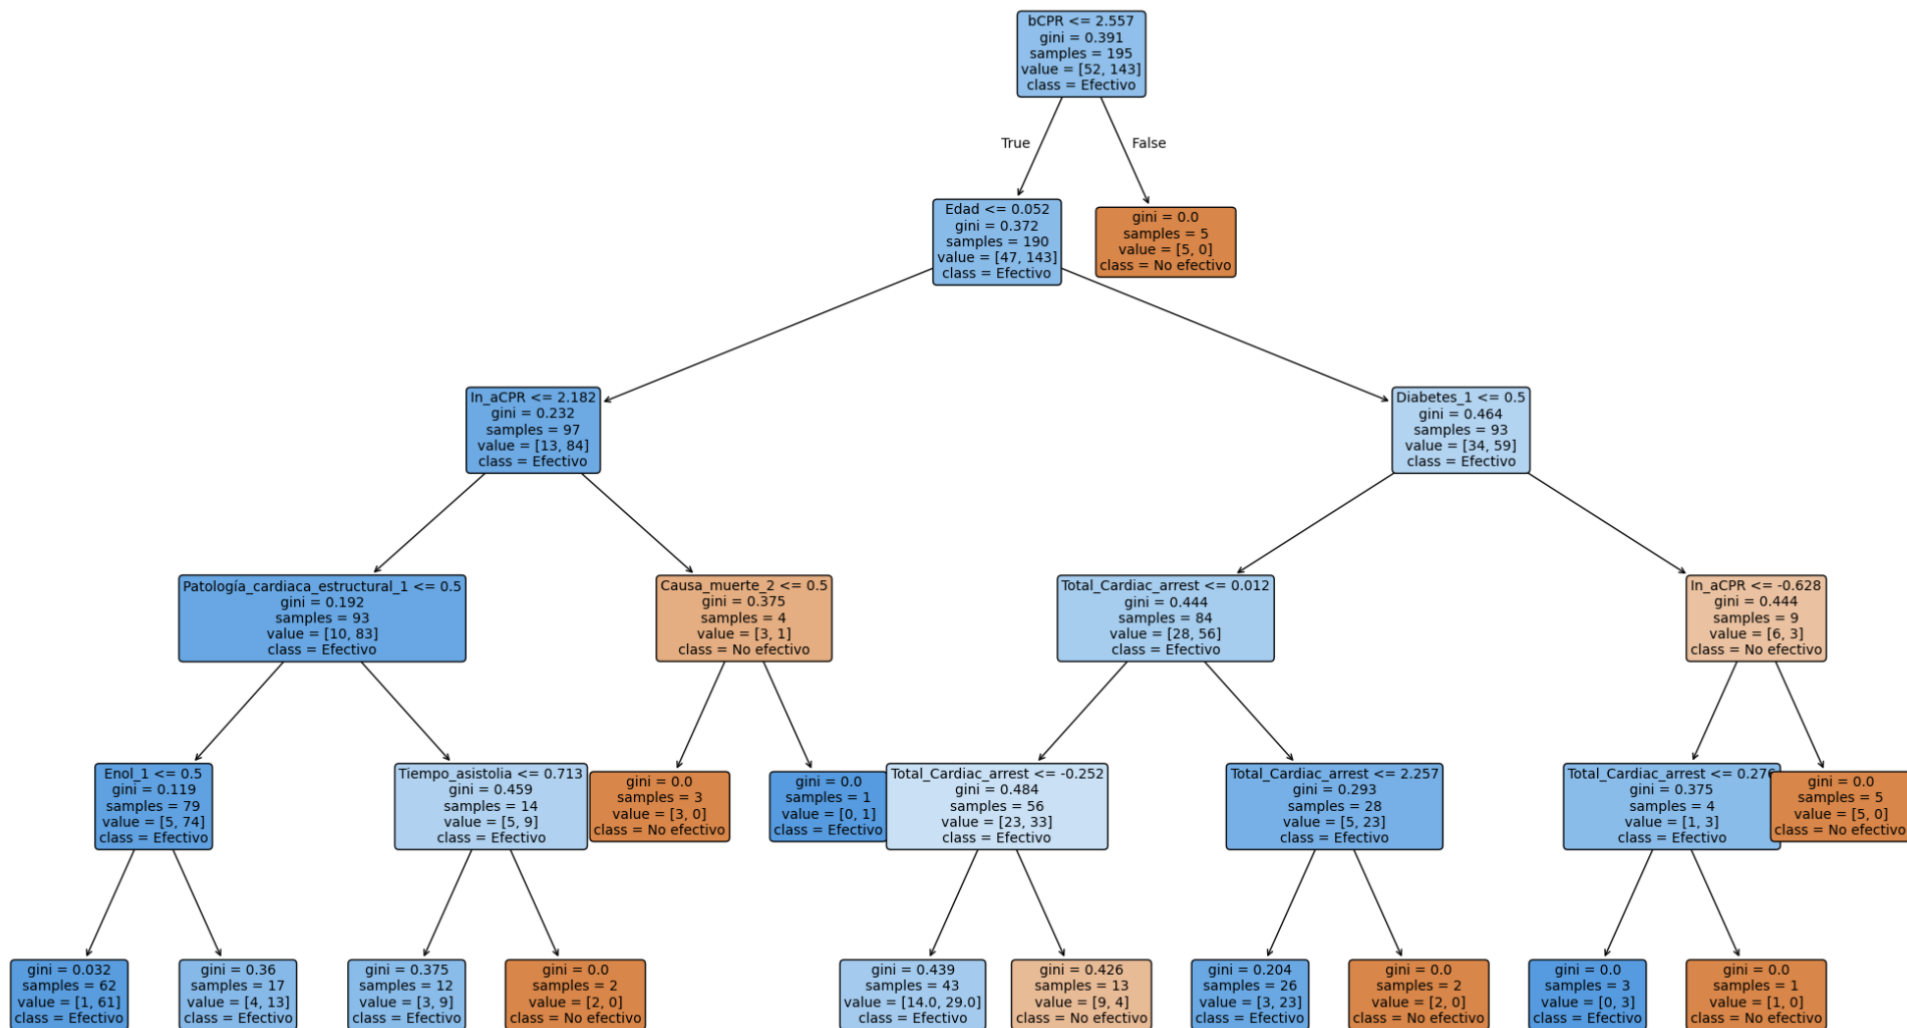 bCPR <= 2.557
gini = 0.391
samples = 195
value = [52, 143]
class = Efectivo
True
False
Edad <= 0.052
gini = 0.372
samples = 190
value = [47, 143]
class = Efectivo
gini = 0.0
samples = 5
value = [5, 0]
class = No efectivo
In_aCPR <= 2.182
gini = 0.232
samples = 97
value = [13, 84]
class = Efectivo
Diabetes_1 <= 0.5
gini = 0.464
samples = 93
value = [34, 59]
class = Efectivo
Patología_cardiaca_estructural_1 <= 0.5
gini = 0.192
samples = 93
value = [10, 83]
class = Efectivo
Causa_muerte_2 <= 0.5
gini = 0.375
samples = 4
value = [3, 1]
class = No efectivo
Total_Cardiac_arrest <= 0.012
gini = 0.444
samples = 84
value = [28, 56]
class = Efectivo
In_aCPR <= -0.628
gini = 0.444
samples = 9
value = [6, 3]
class = No efectivo
Enol_1 <= 0.5
gini = 0.119
samples = 79
value = [5, 74]
class = Efectivo
Tiempo_asistolia <= 0.713
gini = 0.459
samples = 14
value = [5, 9]
class = Efectivo
gini = 0.0
samples = 3
value = [3, 0]
class = No efectivo
gini = 0.0
samples = 1
value = [0, 1]
class = Efectivo
Total_Cardiac_arrest <= -0.252
gini = 0.484
samples = 56
value = [23, 33]
class = Efectivo
Total_Cardiac_arrest <= 2.257
gini = 0.293
samples = 28
value = [5, 23]
class = Efectivo
Total_Cardiac_arrest <= 0.276
gini = 0.375
samples = 4
value = [1, 3]
class = Efectivo
gini = 0.0
samples = 5
value = [5, 0]
class = No efectivo
gini = 0.032
samples = 62
value = [1, 61]
class = Efectivo
gini = 0.36
samples = 17
value = [4, 13]
class = Efectivo
gini = 0.375
samples = 12
value = [3, 9]
class = Efectivo
gini = 0.0
samples = 2
value = [2, 0]
class = No efectivo
gini = 0.439
samples = 43
value = [14.0, 29.0]
class = Efectivo
gini = 0.426
samples = 13
value = [9, 4]
class = No efectivo
gini = 0.204
samples = 26
value = [3, 23]
class = Efectivo
gini = 0.0
samples = 2
value = [2, 0]
class = No efectivo
gini = 0.0
samples = 3
value = [0, 3]
class = Efectivo
gini = 0.0
samples = 1
value = [1, 0]
class = No efectivo